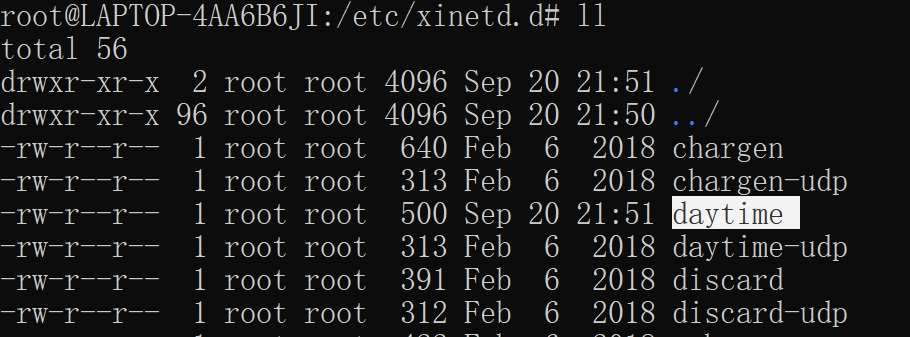 root@LAPTOP-4AA6B6JI:/etc/xinetd.d# ll
total 56
drwxr-xr-x  2 root root 4096 Sep 20 21:51 ./
drwxr-xr-x 96 root root 4096 Sep 20 21:50 ../
-rw-r--r--  1 root root  640 Feb  6  2018 chargen
-rw-r--r--  1 root root  313 Feb  6  2018 chargen-udp
-rw-r--r--  1 root root  500 Sep 20 21:51 daytime
-rw-r--r--  1 root root  313 Feb  6  2018 daytime-udp
-rw-r--r--  1 root root  391 Feb  6  2018 discard
-rw-r--r--  1 root root  312 Feb  6  2018 discard-udp